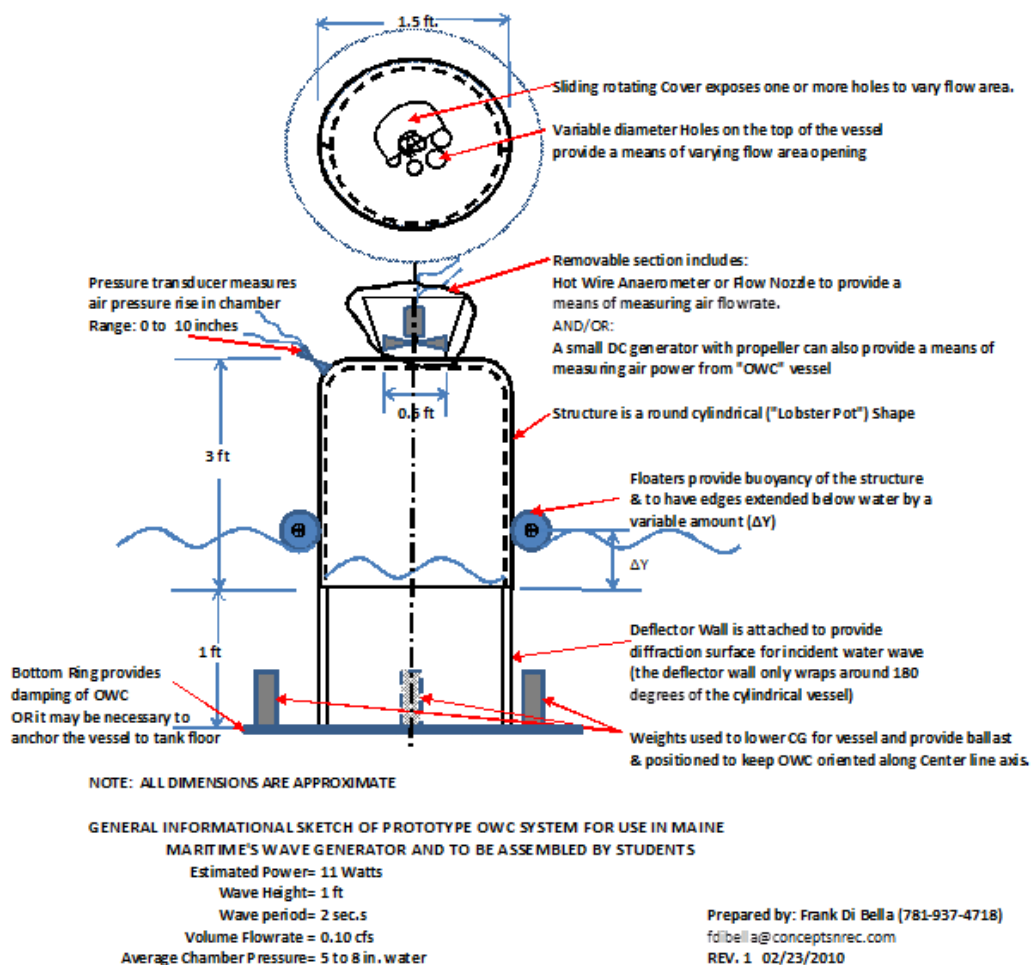 1.5 ft.
Sliding rotating Cover exposes one or more holes to vary flow area.
Variable diameter Holes on the top of the vessel
provide a means of varying flow area opening
Removable section includes:
Hot Wire Anaerometer or Flow Nozzle to provide a
means of measuring air flowrate.
AND/OR:
A small DC generator with propeller can also provide a means of
measuring air power from "OWC" vessel
Pressure transducer measures
air pressure rise in chamber
Range: 0 to 10 inches
0.5 ft
Structure is a round cylindrical ("Lobster Pot") Shape
3 ft
Floaters provide buoyancy of the structure
& to have edges extended below water by a
variable amount (ΔY)
ΔY
1 ft
Deflector Wall is attached to provide
diffraction surface for incident water wave
(the deflector wall only wraps around 180
degrees of the cylindrical vessel)
Bottom Ring provides
damping of OWC
OR it may be necessary to
anchor the vessel to tank floor
Weights used to lower CG for vessel and provide ballast
& positioned to keep OWC oriented along Center line axis.
NOTE: ALL DIMENSIONS ARE APPROXIMATE
GENERAL INFORMATIONAL SKETCH OF PROTOTYPE OWC SYSTEM FOR USE IN MAINE
MARITIME'S WAVE GENERATOR AND TO BE ASSEMBLED BY STUDENTS
Estimated Power= 11 Watts
Wave Height= 1 ft
Wave period= 2 sec.s
Volume Flowrate = 0.10 cfs
Average Chamber Pressure= 5 to 8 in. water
Prepared by: Frank Di Bella (781-937-4718)
fdibella@conceptsnrec.com
REV. 1 02/23/2010